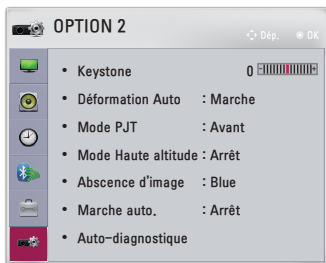 OPTION 2
Dép. OK
• Keystone 0
• Déformation Auto : Marche
• Mode PJT : Avant
• Mode Haute altitude : Arrêt
• Abscence d'image : Blue
• Marche auto. : Arrêt
• Auto-diagnostique